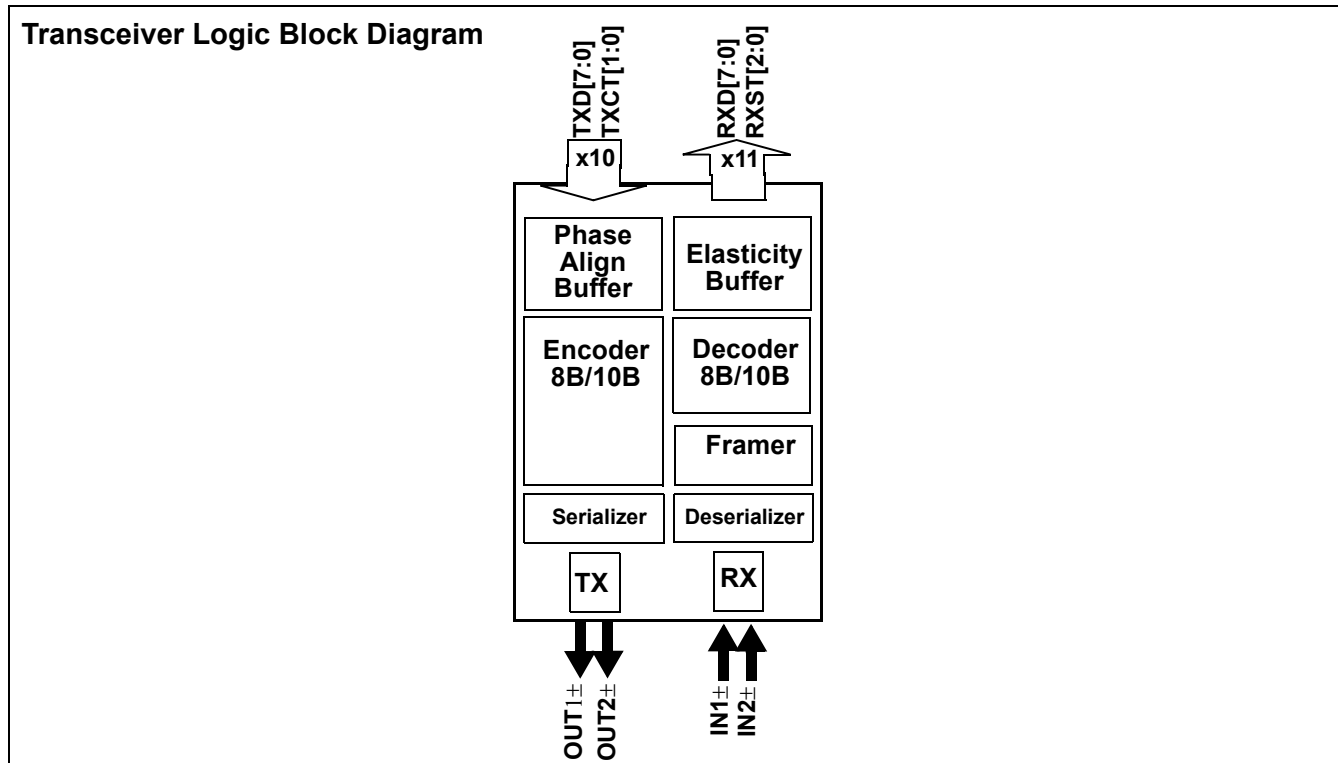 Transceiver Logic Block Diagram
TXD[7:0]
TXCT[1:0]
RXD[7:0]
RXST[2:0]
x10
x11
Phase
Align
Buffer
Elasticity
Buffer
Encoder
8B/10B
Decoder
8B/10B
Framer
Serializer
Deserializer
TX
RX
OUT1±
OUT2±
IN1±
IN2±